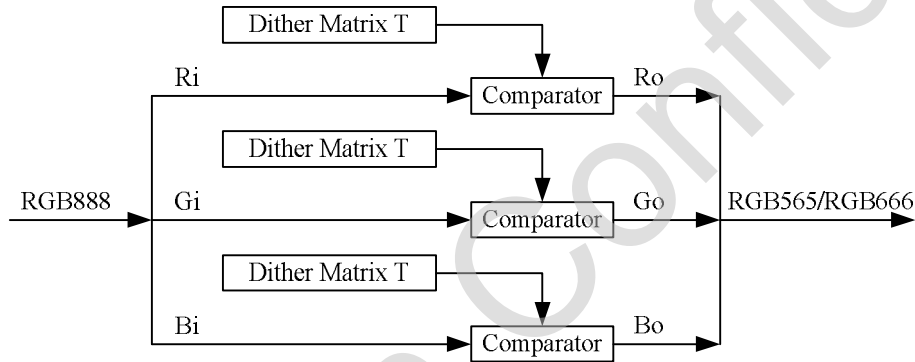 Dither Matrix T
Ri
Comparator
Ro
Dither Matrix T
RGB888
Gi
Comparator
Go
RGB565/RGB666
Dither Matrix T
Bi
Comparator
Bo